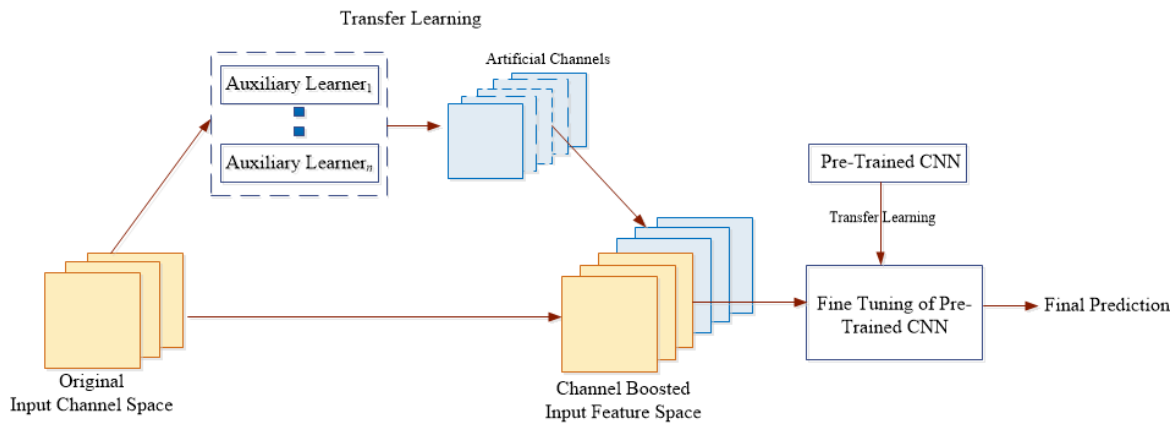 Transfer Learning
Auxiliary Learner1
Auxiliary Learnern
Artificial Channels
Pre-Trained CNN
Transfer Learning
Fine Tuning of Pre-
Trained CNN
Final Prediction
Original
Input Channel Space
Channel Boosted
Input Feature Space